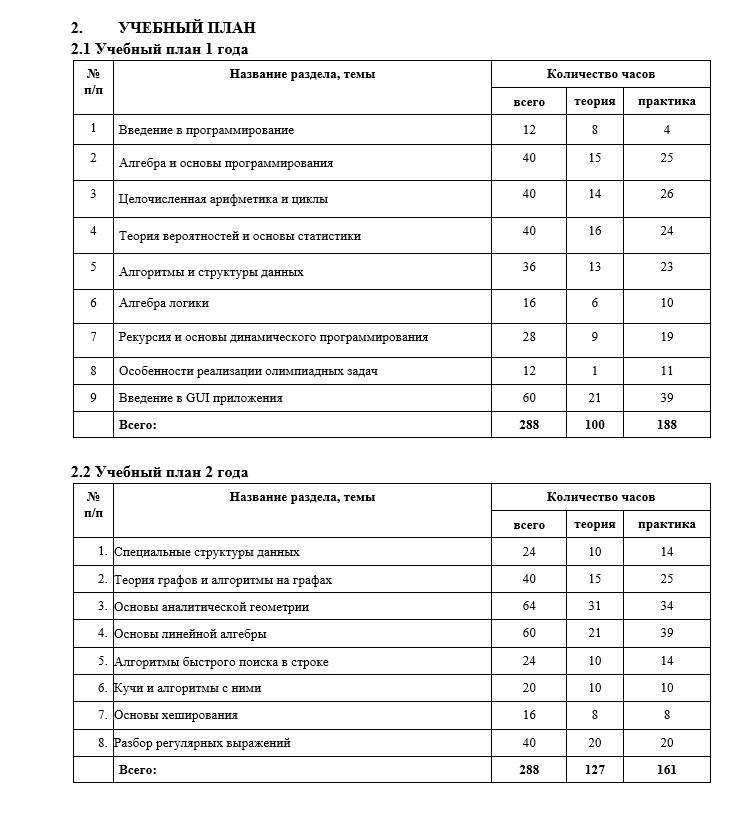 2. УЧЕБНЫЙ ПЛАН
2.1 Учебный план 1 года
№ п/п Название раздела, темы Количество часов
всего теория практика
1 Введение в программирование 12 8 4
2 Алгебра и основы программирования 40 15 25
3 Целочисленная арифметика и циклы 40 14 26
4 Теория вероятностей и основы статистики 40 16 24
5 Алгоритмы и структуры данных 36 13 23
6 Алгебра логики 16 6 10
7 Рекурсия и основы динамического программирования 28 9 19
8 Особенности реализации олимпиадных задач 12 1 11
9 Введение в GUI приложения 60 21 39
Всего: 288 100 188
2.2 Учебный план 2 года
№ п/п Название раздела, темы Количество часов
всего теория практика
1. Специальные структуры данных 24 10 14
2. Теория графов и алгоритмы на графах 40 15 25
3. Основы аналитической геометрии 64 31 34
4. Основы линейной алгебры 60 21 39
5. Алгоритмы быстрого поиска в строке 24 10 14
6. Кучи и алгоритмы с ними 20 10 10
7. Основы хеширования 16 8 8
8. Разбор регулярных выражений 40 20 20
Всего: 288 127 161